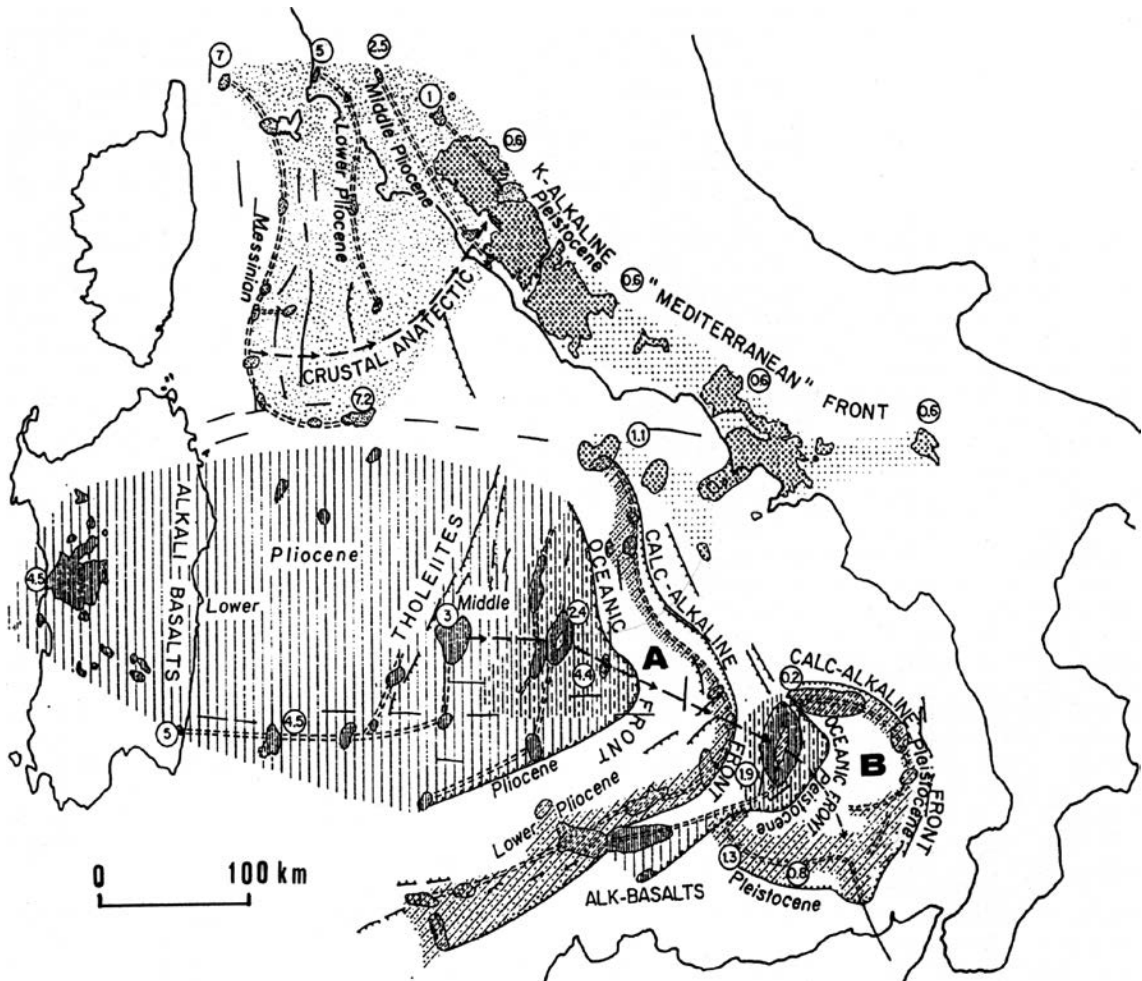 7
5
2.5
1
0.6
Middle Pliocene
Lower Pliocene
K-ALKALINE
Pleistocene
Messinian
0.6
"MEDITERRANEAN" FRONT
CRUSTAL ANATECTIC
7.2
0.6
0.6
1.1
ALKALI-BASALTS
Pliocene
Lower
4.5
THOLEIITES
Middle
OCEANIC
FRONT
CALC-ALKALINE
FRONT
3
2.4
4.4
A
5
4.5
Pliocene
Lower Pliocene
0.2
CALC-ALKALINE
FRONT
Pleistocene
OCEANIC FRONT
Pleistocene
B
1.9
1.3
0.8
Pleistocene
ALK-BASALTS
0 100 km